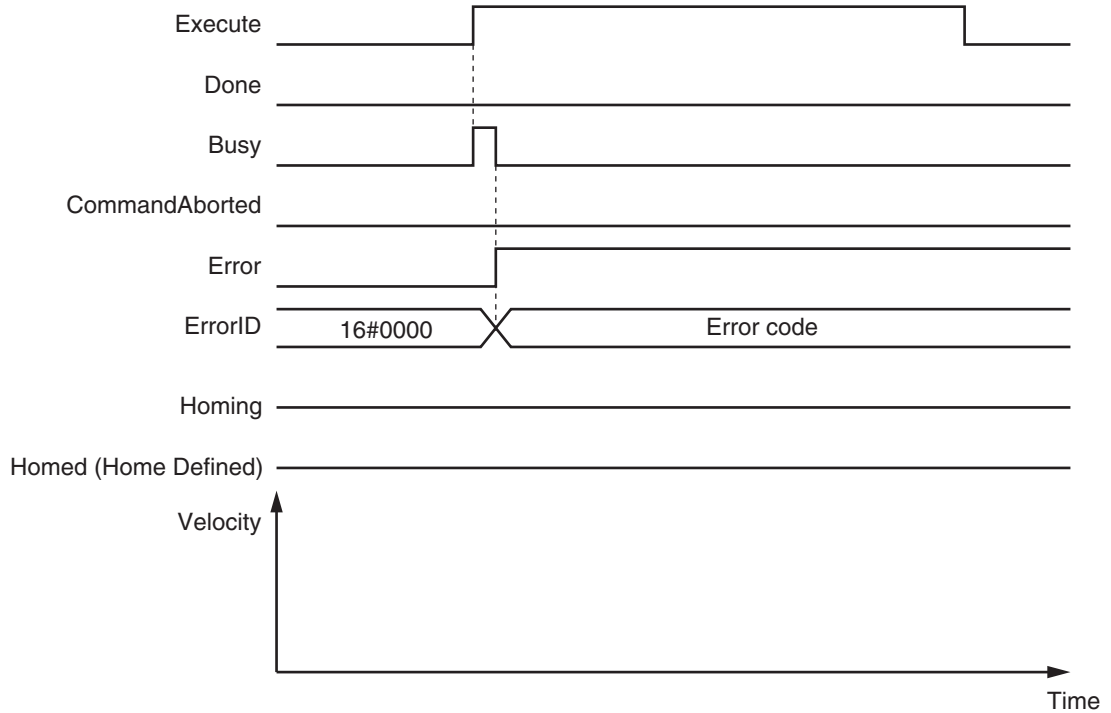 Execute
Done
Busy
CommandAborted
Error
ErrorID
16#0000
Error code
Homing
Homed (Home Defined)
Velocity
Time